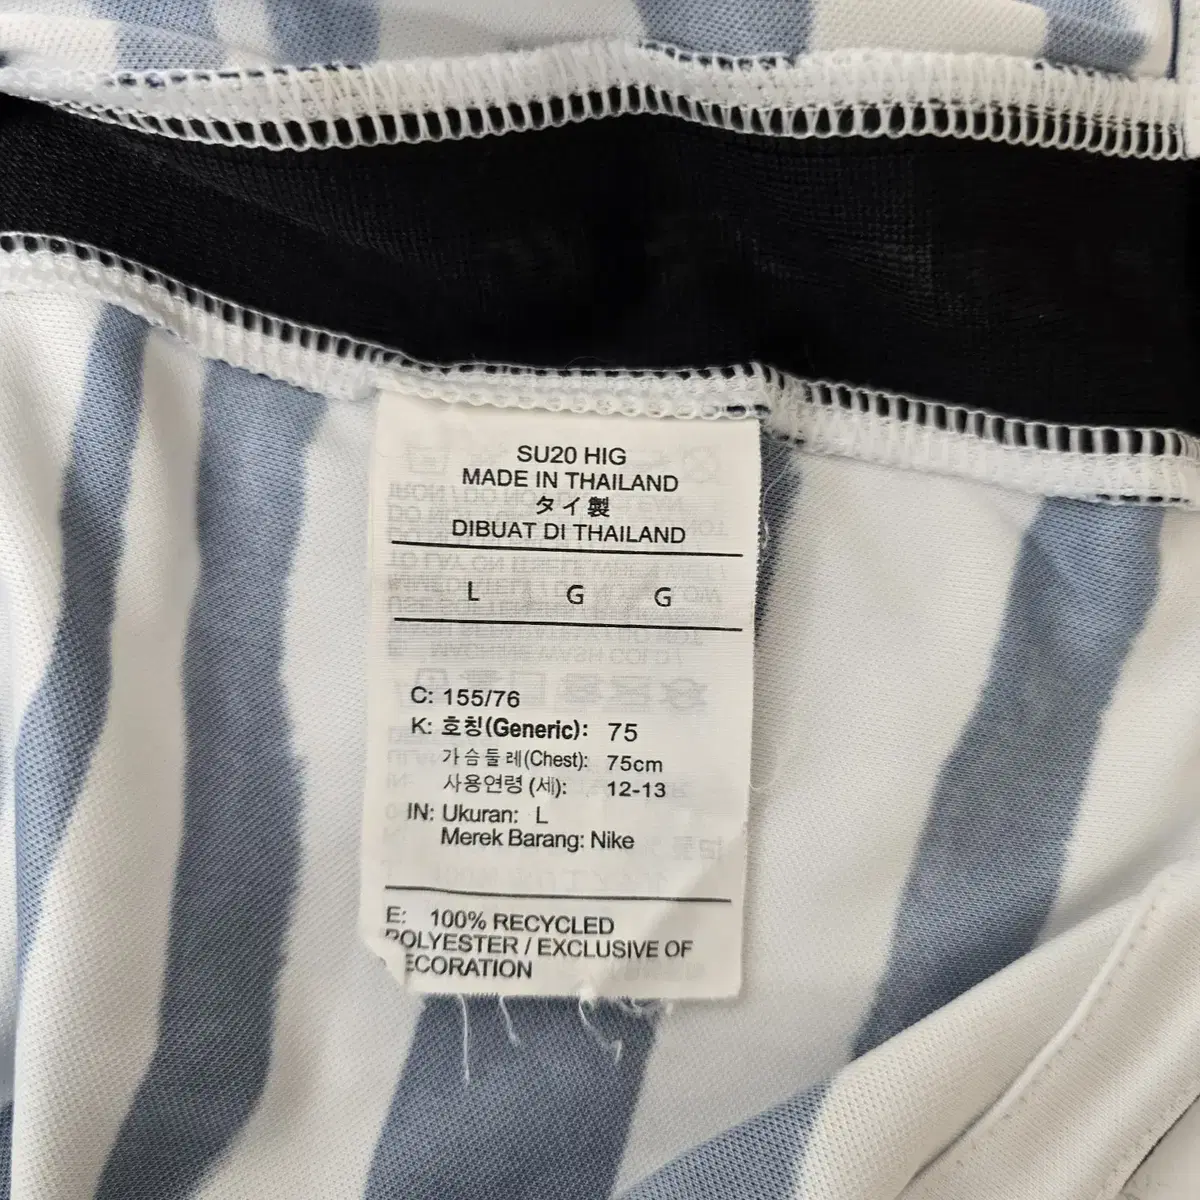 SU20 HIG
MADE IN THAILAND
タイ製
DIBUAT DI THAILAND
L G G
C: 155/76
K: 호칭(Generic): 75
가슴둘레(Chest): 75cm
사용연령(세): 12-13
IN: Ukuran: L
Merek Barang: Nike
E: 100% RECYCLED
POLYESTER / EXCLUSIVE OF
ECORATION